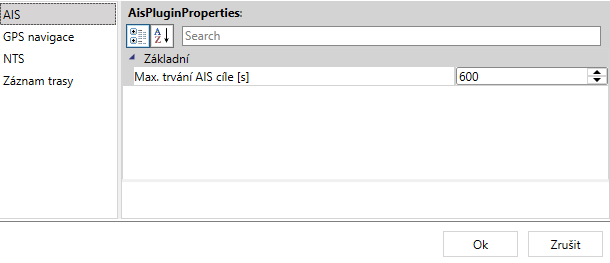 AIS
GPS navigace
NTS
Záznam trasy
AisPluginProperties:
A
Z
Search
Základní
Max. trvání AIS cíle [s]
600
Ok
Zrušit